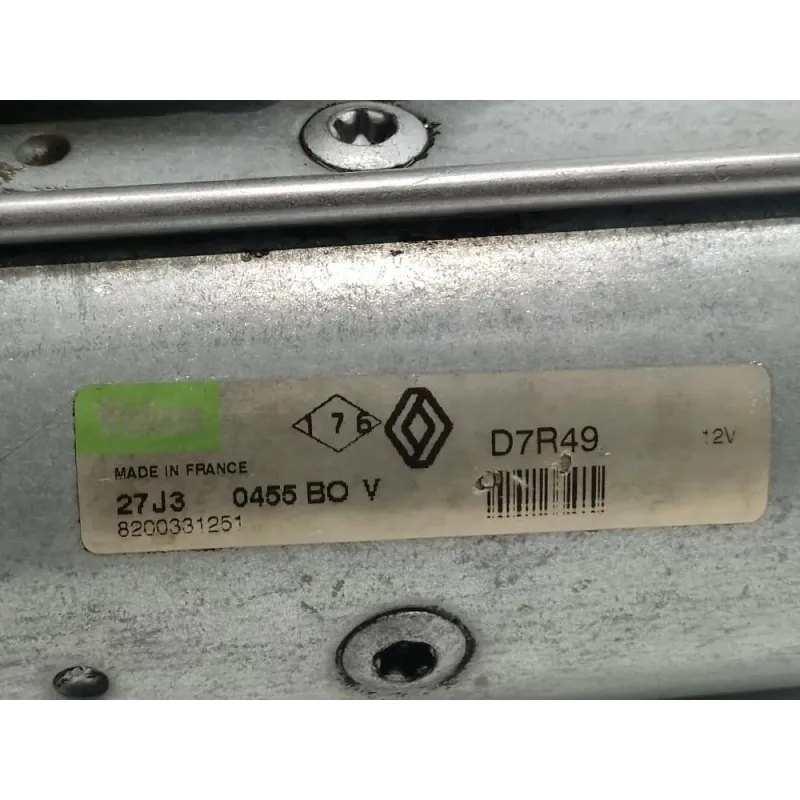 176
D7R49
12V
MADE IN FRANCE
27J3 0455 BO V
8200331251